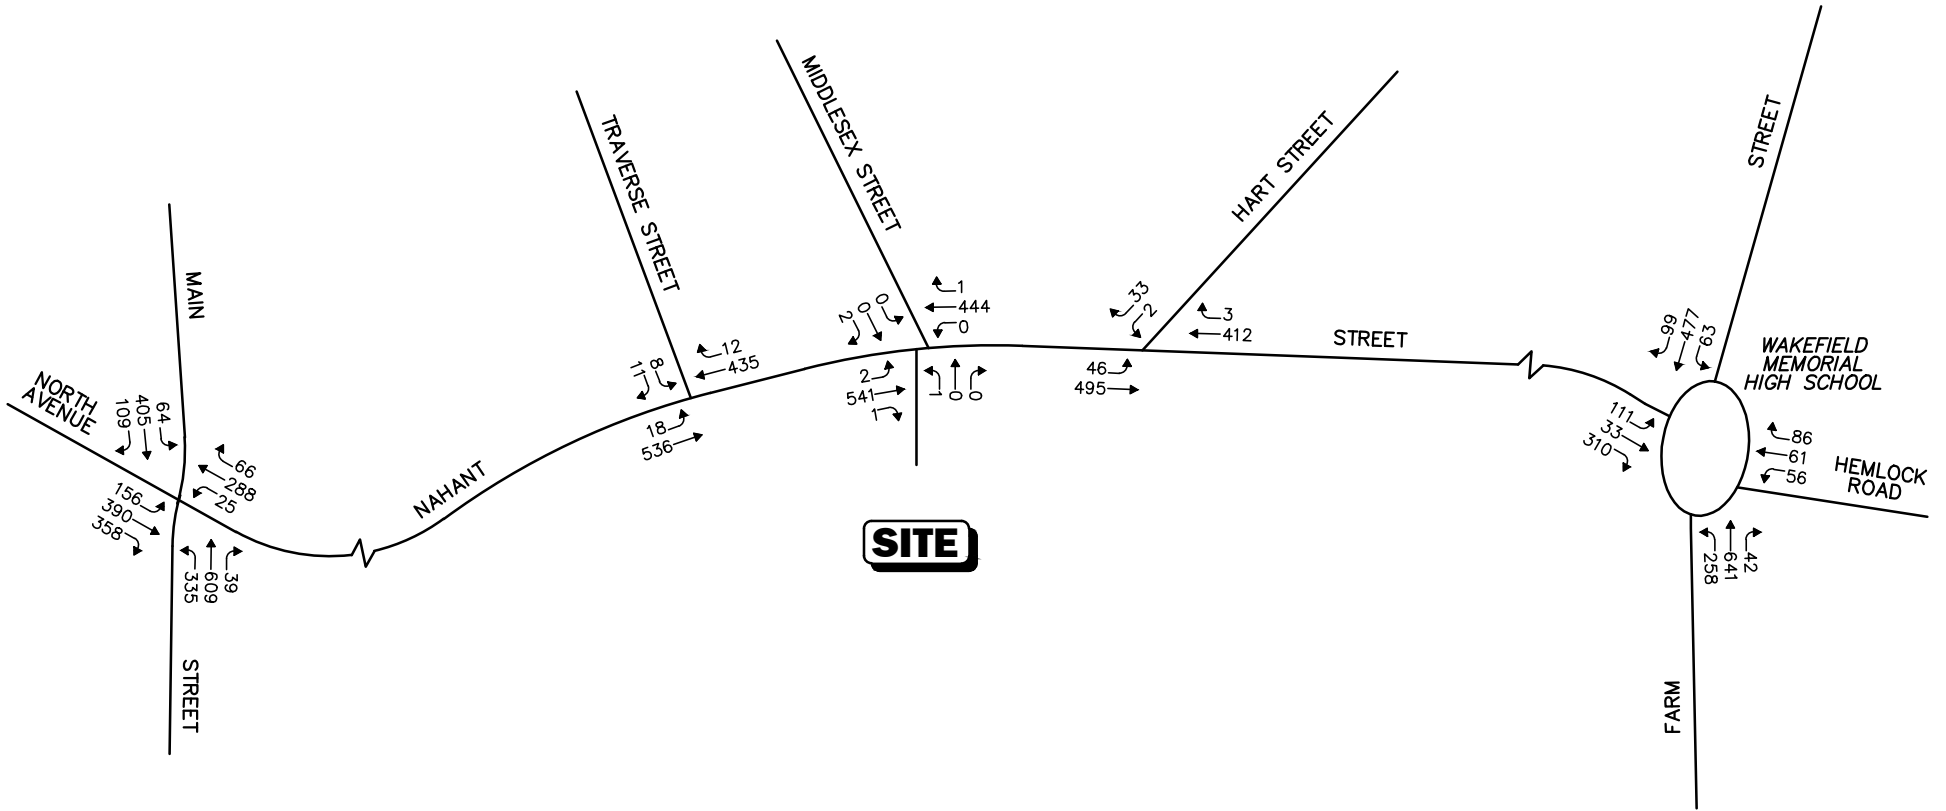 MAIN
STREET
NORTH
AVENUE
109
405
64
66
288
25
156
390
358
335
609
39
NAHANT
TRAVERSE STREET
11
8
12
435
18
536
MIDDLESEX STREET
2
0
0
1
444
0
2
541
1
1
0
0
SITE
HART STREET
33
2
3
412
46
495
STREET
STREET
99
477
63
WAKEFIELD
MEMORIAL
HIGH SCHOOL
111
33
310
86
61
56
HEMLOCK
ROAD
258
641
42
FARM